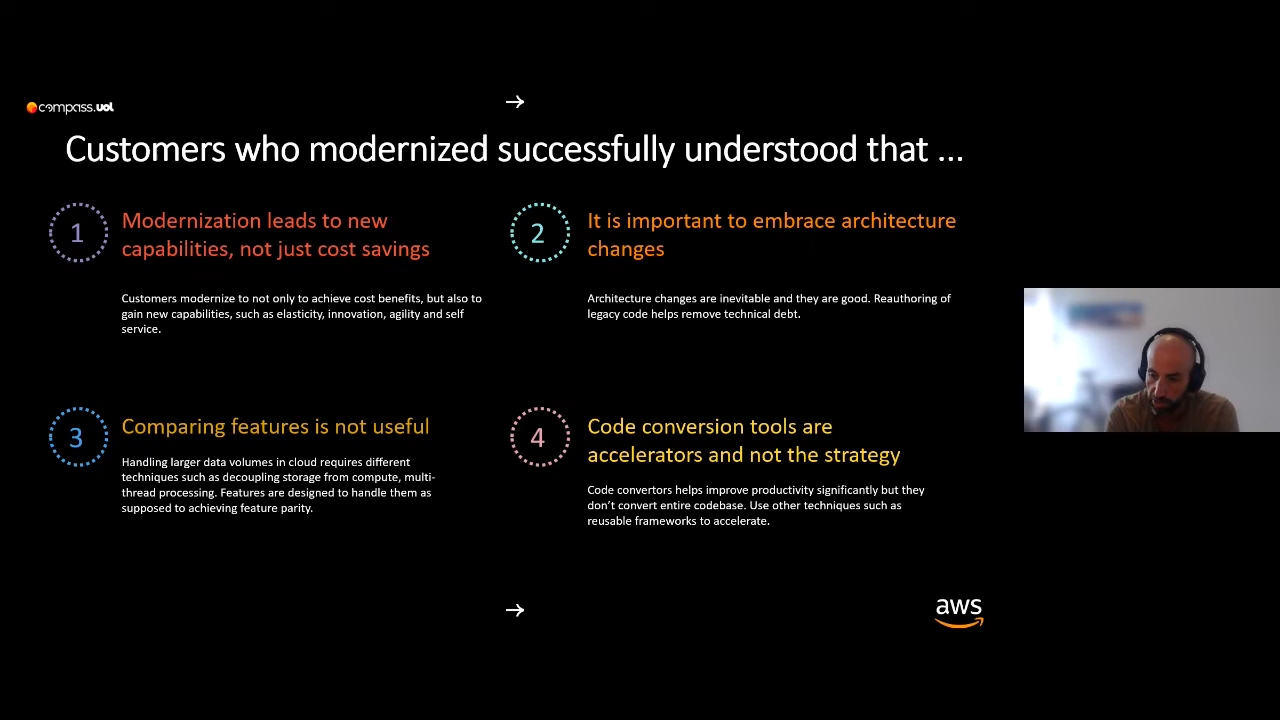 compass.uol
→
Customers who modernized successfully understood that ...
1
Modernization leads to new
capabilities, not just cost savings
Customers modernize to not only to achieve cost benefits, but also to
gain new capabilities, such as elasticity, innovation, agility and self
service.
2
It is important to embrace architecture
changes
Architecture changes are inevitable and they are good. Reauthoring of
legacy code helps remove technical debt.
3
Comparing features is not useful
Handling larger data volumes in cloud requires different
techniques such as decoupling storage from compute, multi-
thread processing. Features are designed to handle them as
supposed to achieving feature parity.
4
Code conversion tools are
accelerators and not the strategy
Code convertors helps improve productivity significantly but they
don’t convert entire codebase. Use other techniques such as
reusable frameworks to accelerate.
→
aws